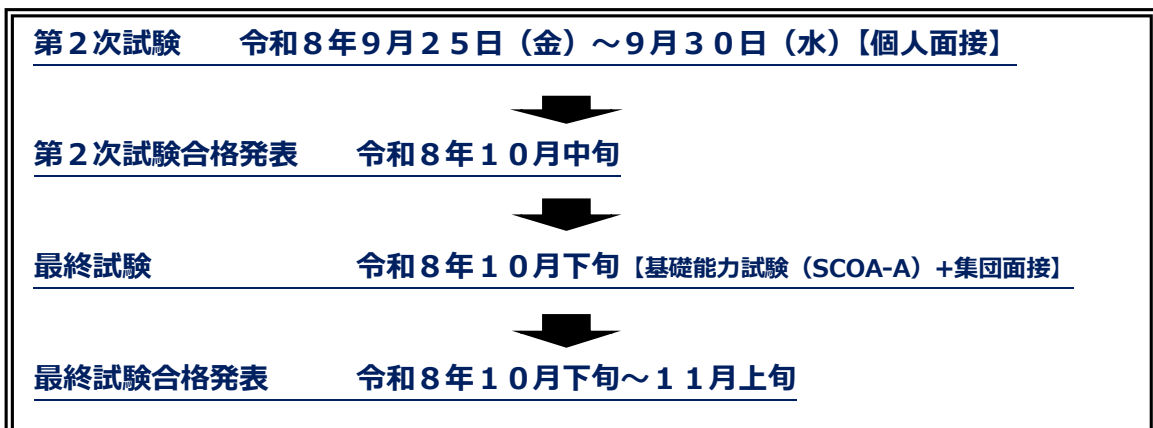 第２次試験　　令和８年９月２５日（金）～９月３０日（水）【個人面接】
第２次試験合格発表　　令和８年１０月中旬
最終試験　　令和８年１０月下旬【基礎能力試験（SCOA-A）+集団面接】
最終試験合格発表　　令和８年１０月下旬～１１月上旬